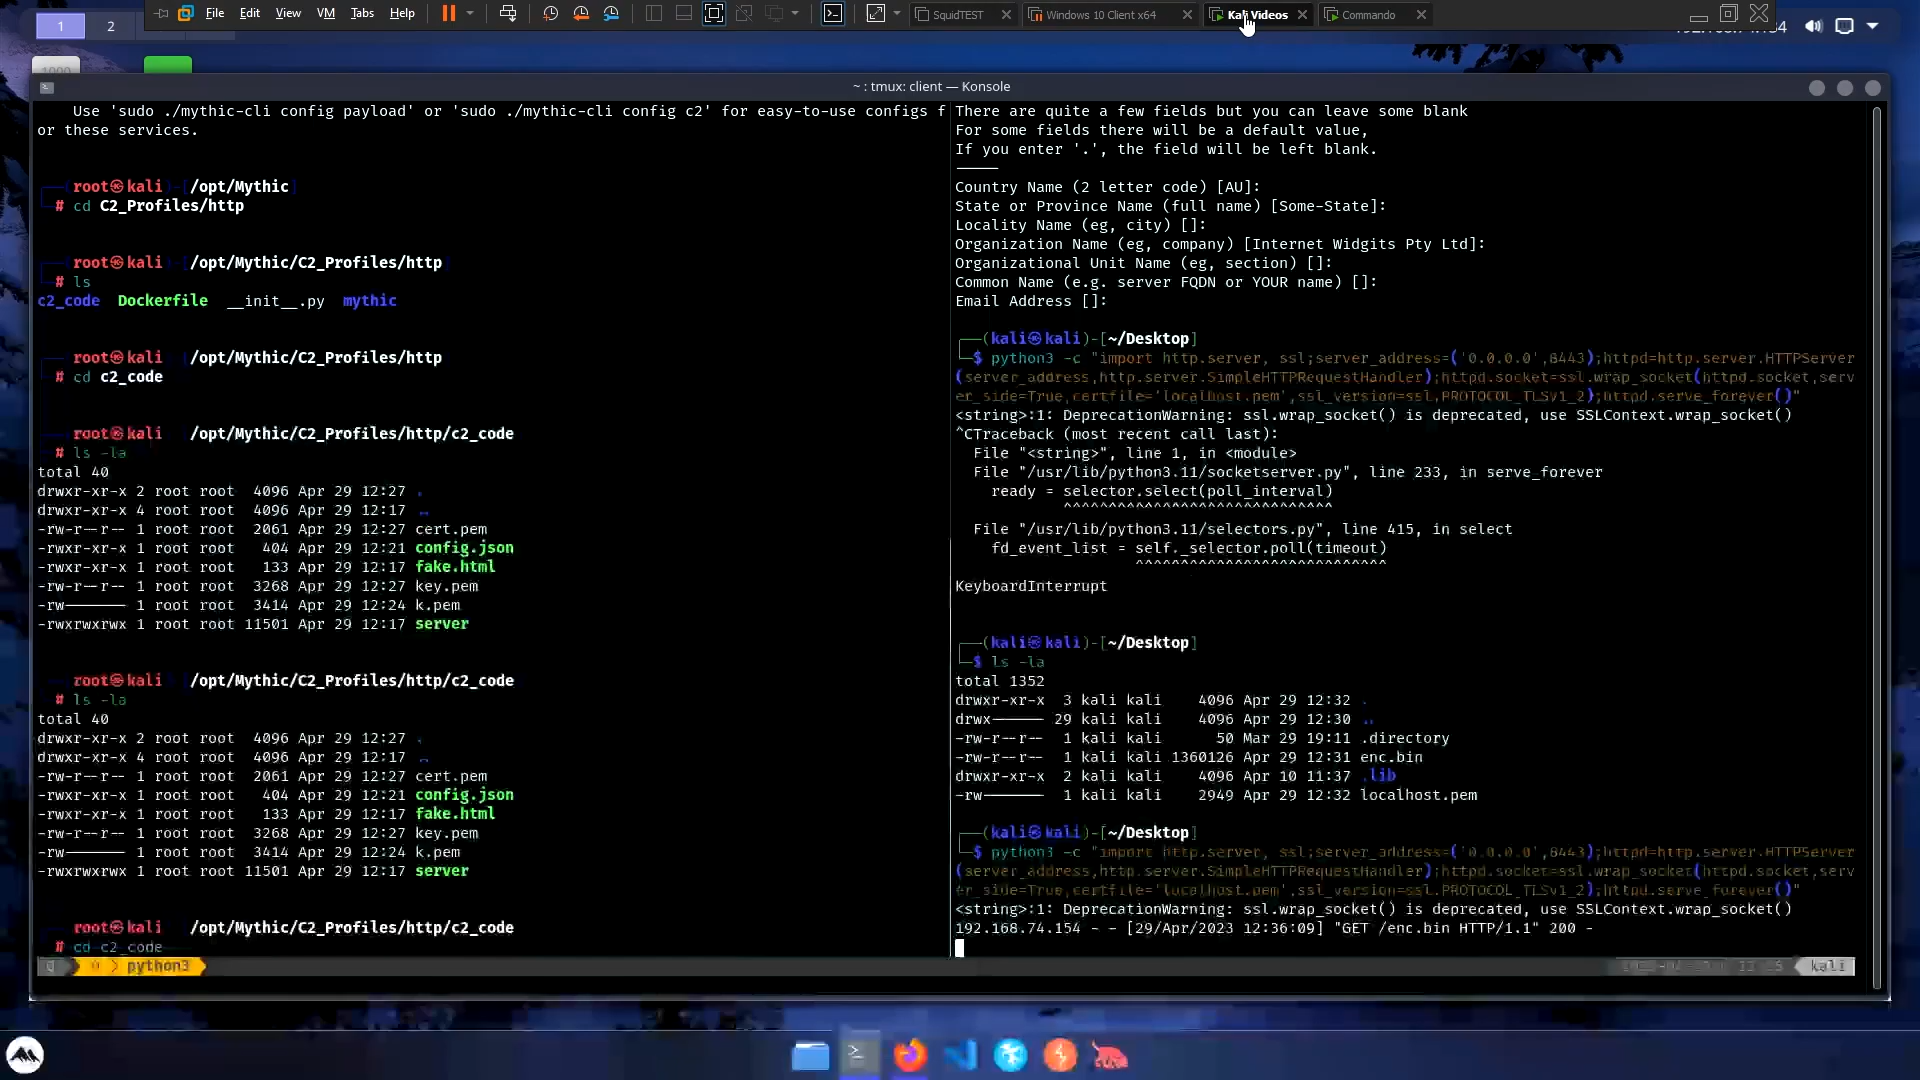 File Edit View VM Tabs Help
SquidTEST
Windows 10 Client x64
Kali Videos
Commando
1
2
~ : tmux: client — Konsole
Use 'sudo ./mythic-cli config payload' or 'sudo ./mythic-cli config c2' for easy-to-use configs f
or these services.
root㉿kali /opt/Mythic
# cd C2_Profiles/http
root㉿kali /opt/Mythic/C2_Profiles/http
# ls
c2_code Dockerfile __init__.py mythic
root㉿kali /opt/Mythic/C2_Profiles/http
# cd c2_code
root㉿kali /opt/Mythic/C2_Profiles/http/c2_code
# ls -la
total 40
drwxr-xr-x 2 root root 4096 Apr 29 12:27 .
drwxr-xr-x 4 root root 4096 Apr 29 12:17 ..
-rw-r--r-- 1 root root 2061 Apr 29 12:27 cert.pem
-rwxr-xr-x 1 root root 404 Apr 29 12:21 config.json
-rwxr-xr-x 1 root root 133 Apr 29 12:17 fake.html
-rw-r--r-- 1 root root 3268 Apr 29 12:27 key.pem
-rw------- 1 root root 3414 Apr 29 12:24 k.pem
-rwxrwxrwx 1 root root 11501 Apr 29 12:17 server
root㉿kali /opt/Mythic/C2_Profiles/http/c2_code
# ls -la
total 40
drwxr-xr-x 2 root root 4096 Apr 29 12:27 .
drwxr-xr-x 4 root root 4096 Apr 29 12:17 ..
-rw-r--r-- 1 root root 2061 Apr 29 12:27 cert.pem
-rwxr-xr-x 1 root root 404 Apr 29 12:21 config.json
-rwxr-xr-x 1 root root 133 Apr 29 12:17 fake.html
-rw-r--r-- 1 root root 3268 Apr 29 12:27 key.pem
-rw------- 1 root root 3414 Apr 29 12:24 k.pem
-rwxrwxrwx 1 root root 11501 Apr 29 12:17 server
root㉿kali /opt/Mythic/C2_Profiles/http/c2_code
# cd c2_code
There are quite a few fields but you can leave some blank
For some fields there will be a default value,
If you enter '.', the field will be left blank.
-----
Country Name (2 letter code) [AU]:
State or Province Name (full name) [Some-State]:
Locality Name (eg, city) []:
Organization Name (eg, company) [Internet Widgits Pty Ltd]:
Organizational Unit Name (eg, section) []:
Common Name (e.g. server FQDN or YOUR name) []:
Email Address []:
┌──(kali㉿kali)-[~/Desktop]
└─$ python3 -c "import http.server, ssl;server_address=('0.0.0.0',8443);httpd=http.server.HTTPServer
(server_address,http.server.SimpleHTTPRequestHandler);httpd.socket=ssl.wrap_socket(httpd.socket,serv
er_side=True,certfile='localhost.pem',ssl_version=ssl.PROTOCOL_TLSv1_2);httpd.serve_forever()"
<string>:1: DeprecationWarning: ssl.wrap_socket() is deprecated, use SSLContext.wrap_socket()
^CTraceback (most recent call last):
File "<string>", line 1, in <module>
File "/usr/lib/python3.11/socketserver.py", line 233, in serve_forever
ready = selector.select(poll_interval)
^^^^^^^^^^^^^^^^^^^^^^^^^^^^^^
File "/usr/lib/python3.11/selectors.py", line 415, in select
fd_event_list = self._selector.poll(timeout)
^^^^^^^^^^^^^^^^^^^^^^^^^^^^
KeyboardInterrupt
┌──(kali㉿kali)-[~/Desktop]
└─$ ls -la
total 1352
drwxr-xr-x 3 kali kali 4096 Apr 29 12:32 .
drwx------ 29 kali kali 4096 Apr 29 12:30 ..
-rw-r--r-- 1 kali kali 50 Mar 29 19:11 .directory
-rw-r--r-- 1 kali kali 1360126 Apr 29 12:31 enc.bin
drwxr-xr-x 2 kali kali 4096 Apr 10 11:37 .lib
-rw------- 1 kali kali 2949 Apr 29 12:32 localhost.pem
┌──(kali㉿kali)-[~/Desktop]
└─$ python3 -c "import http.server, ssl;server_address=('0.0.0.0',8443);httpd=http.server.HTTPServer
(server_address,http.server.SimpleHTTPRequestHandler);httpd.socket=ssl.wrap_socket(httpd.socket,serv
er_side=True,certfile='localhost.pem',ssl_version=ssl.PROTOCOL_TLSv1_2);httpd.serve_forever()"
<string>:1: DeprecationWarning: ssl.wrap_socket() is deprecated, use SSLContext.wrap_socket()
192.168.74.154 - - [29/Apr/2023 12:36:09] "GET /enc.bin HTTP/1.1" 200 -
0 python3
kali